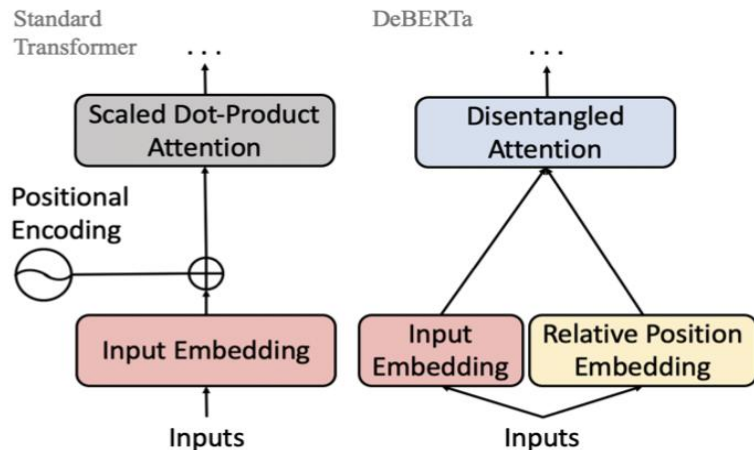 Standard
Transformer
...
Scaled Dot-Product
Attention
Positional
Encoding
Input Embedding
Inputs
DeBERTa
...
Disentangled
Attention
Input
Embedding
Relative Position
Embedding
Inputs